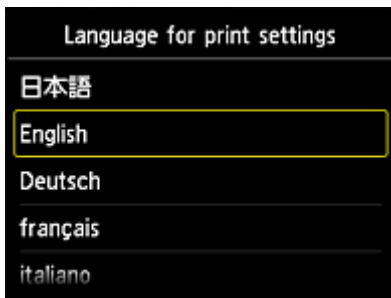 Language for print settings
日本語
English
Deutsch
français
italiano